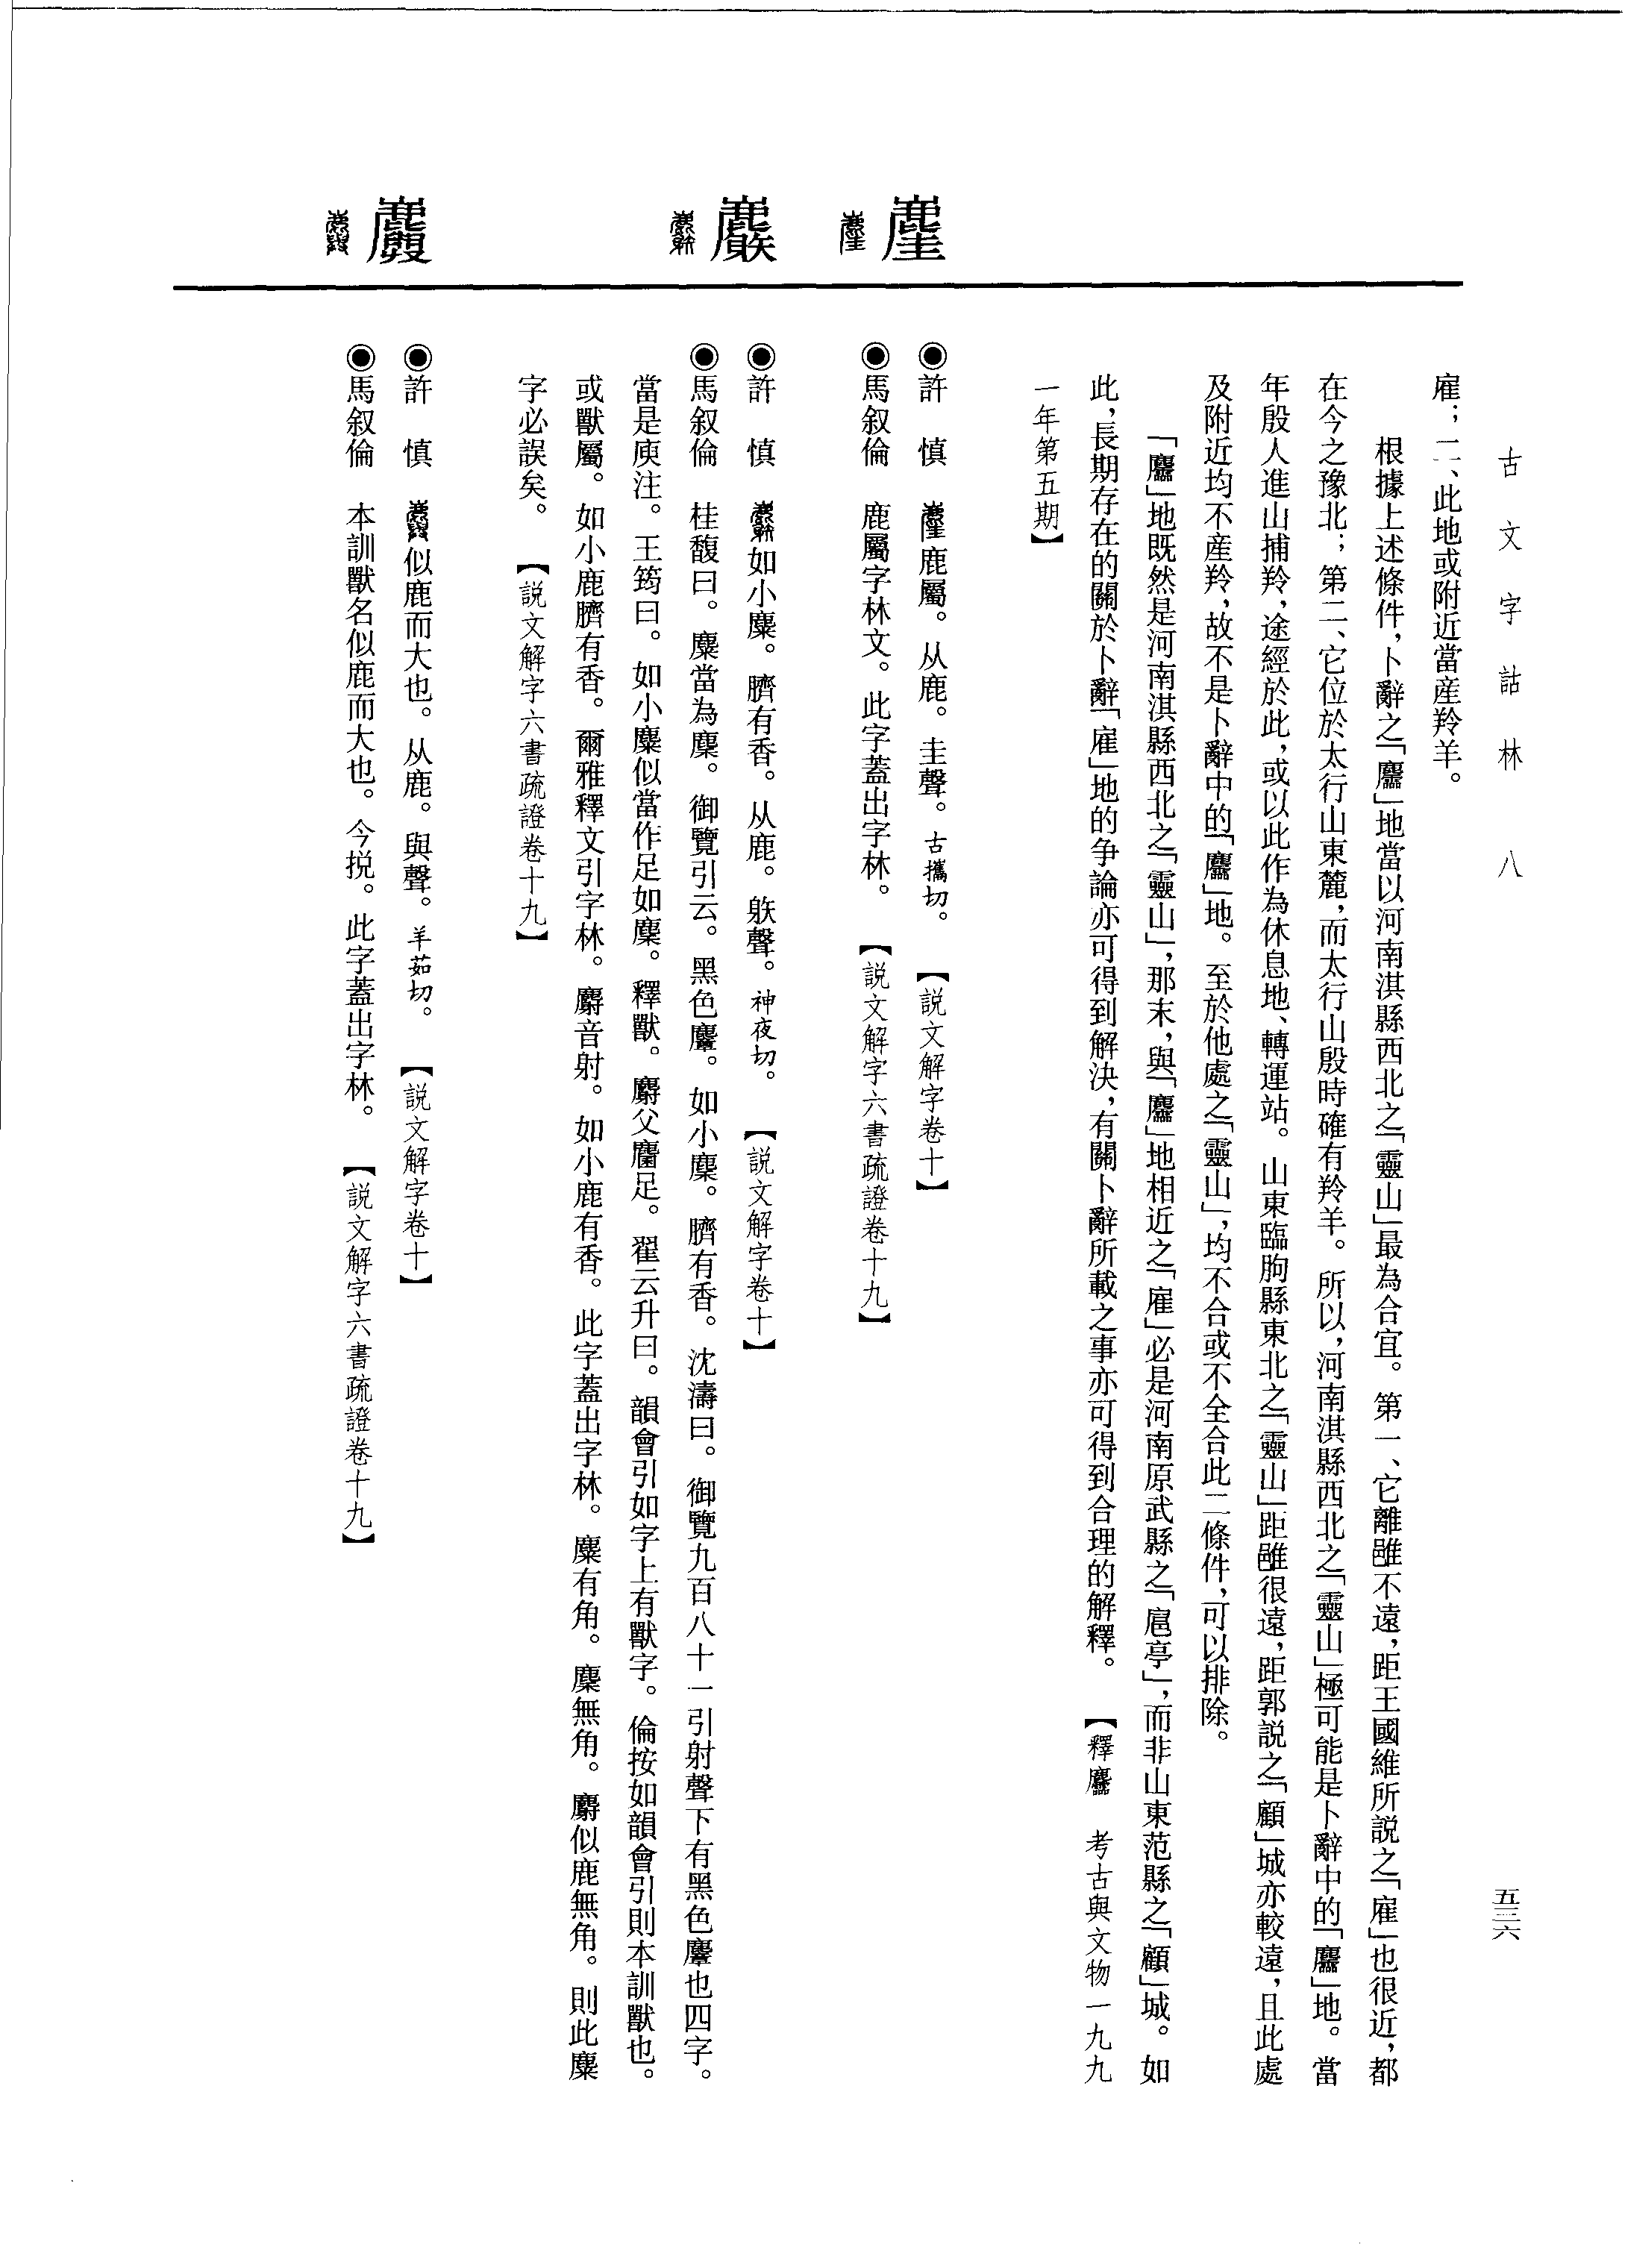 古文字詁林 八
五三六
雇；二、此地或附近當産羚羊。
根據上述條件，卜辭之「麢」地當以河南淇縣西北之「靈山」最為合宜。第一、它離雝不遠，距王國維所説之「雇」也很近，都
在今之豫北；第二、它位於太行山東麓，而太行山殷時確有羚羊。所以，河南淇縣西北之「靈山」極可能是卜辭中的「麢」地。當
年殷人進山捕羚，途經於此，或以此作為休息地、轉運站。山東臨朐縣東北之「靈山」距雝很遠，距郭説之「顧」城亦較遠，且此處
及附近均不産羚，故不是卜辭中的「麢」地。至於他處之「靈山」，均不合或不全合此二條件，可以排除。
「麢」地既然是河南淇縣西北之「靈山」，那末，與「麢」地相近之「雇」必是河南原武縣之「扈亭」，而非山東范縣之「顧」城。如
此，長期存在的關於卜辭「雇」地的争論亦可得到解決，有關卜辭所載之事亦可得到合理的解釋。【釋麢 考古與文物一九九
一年第五期】
䴥
◉許 慎 鹿屬。从鹿。圭聲。古攜切。【説文解字卷十】
◉馬叙倫 鹿屬字林文。此字蓋出字林。【説文解字六書疏證卷十九】
◉許 慎 如小麋。臍有香。从鹿。䠶聲。神夜切。【説文解字卷十】
◉馬叙倫 桂馥曰。麋當為麇。御覽引云。黑色麞。如小麋。臍有香。沈濤曰。御覽九百八十一引射聲下有黑色麞也四字。
當是庾注。王筠曰。如小麋似當作足如麇。釋獸。麝父麕足。翟云升曰。韻會引如字上有獸字。倫按如韻會引則本訓獸也。
或獸屬。如小鹿臍有香。爾雅釋文引字林。麝音射。如小鹿有香。此字蓋出字林。麋有角。麇無角。麝似鹿無角。則此麋
字必誤矣。【説文解字六書疏證卷十九】
◉許 慎 似鹿而大也。从鹿。與聲。羊茹切。【説文解字卷十】
◉馬叙倫 本訓獸名似鹿而大也。今捝。此字蓋出字林。【説文解字六書疏證卷十九】